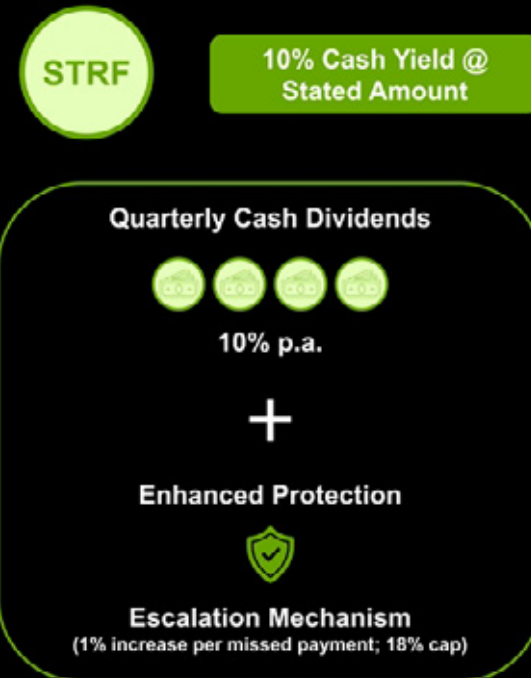 STRF
10% Cash Yield @
Stated Amount
Quarterly Cash Dividends
10% p.a.
+
Enhanced Protection
Escalation Mechanism
(1% increase per missed payment; 18% cap)